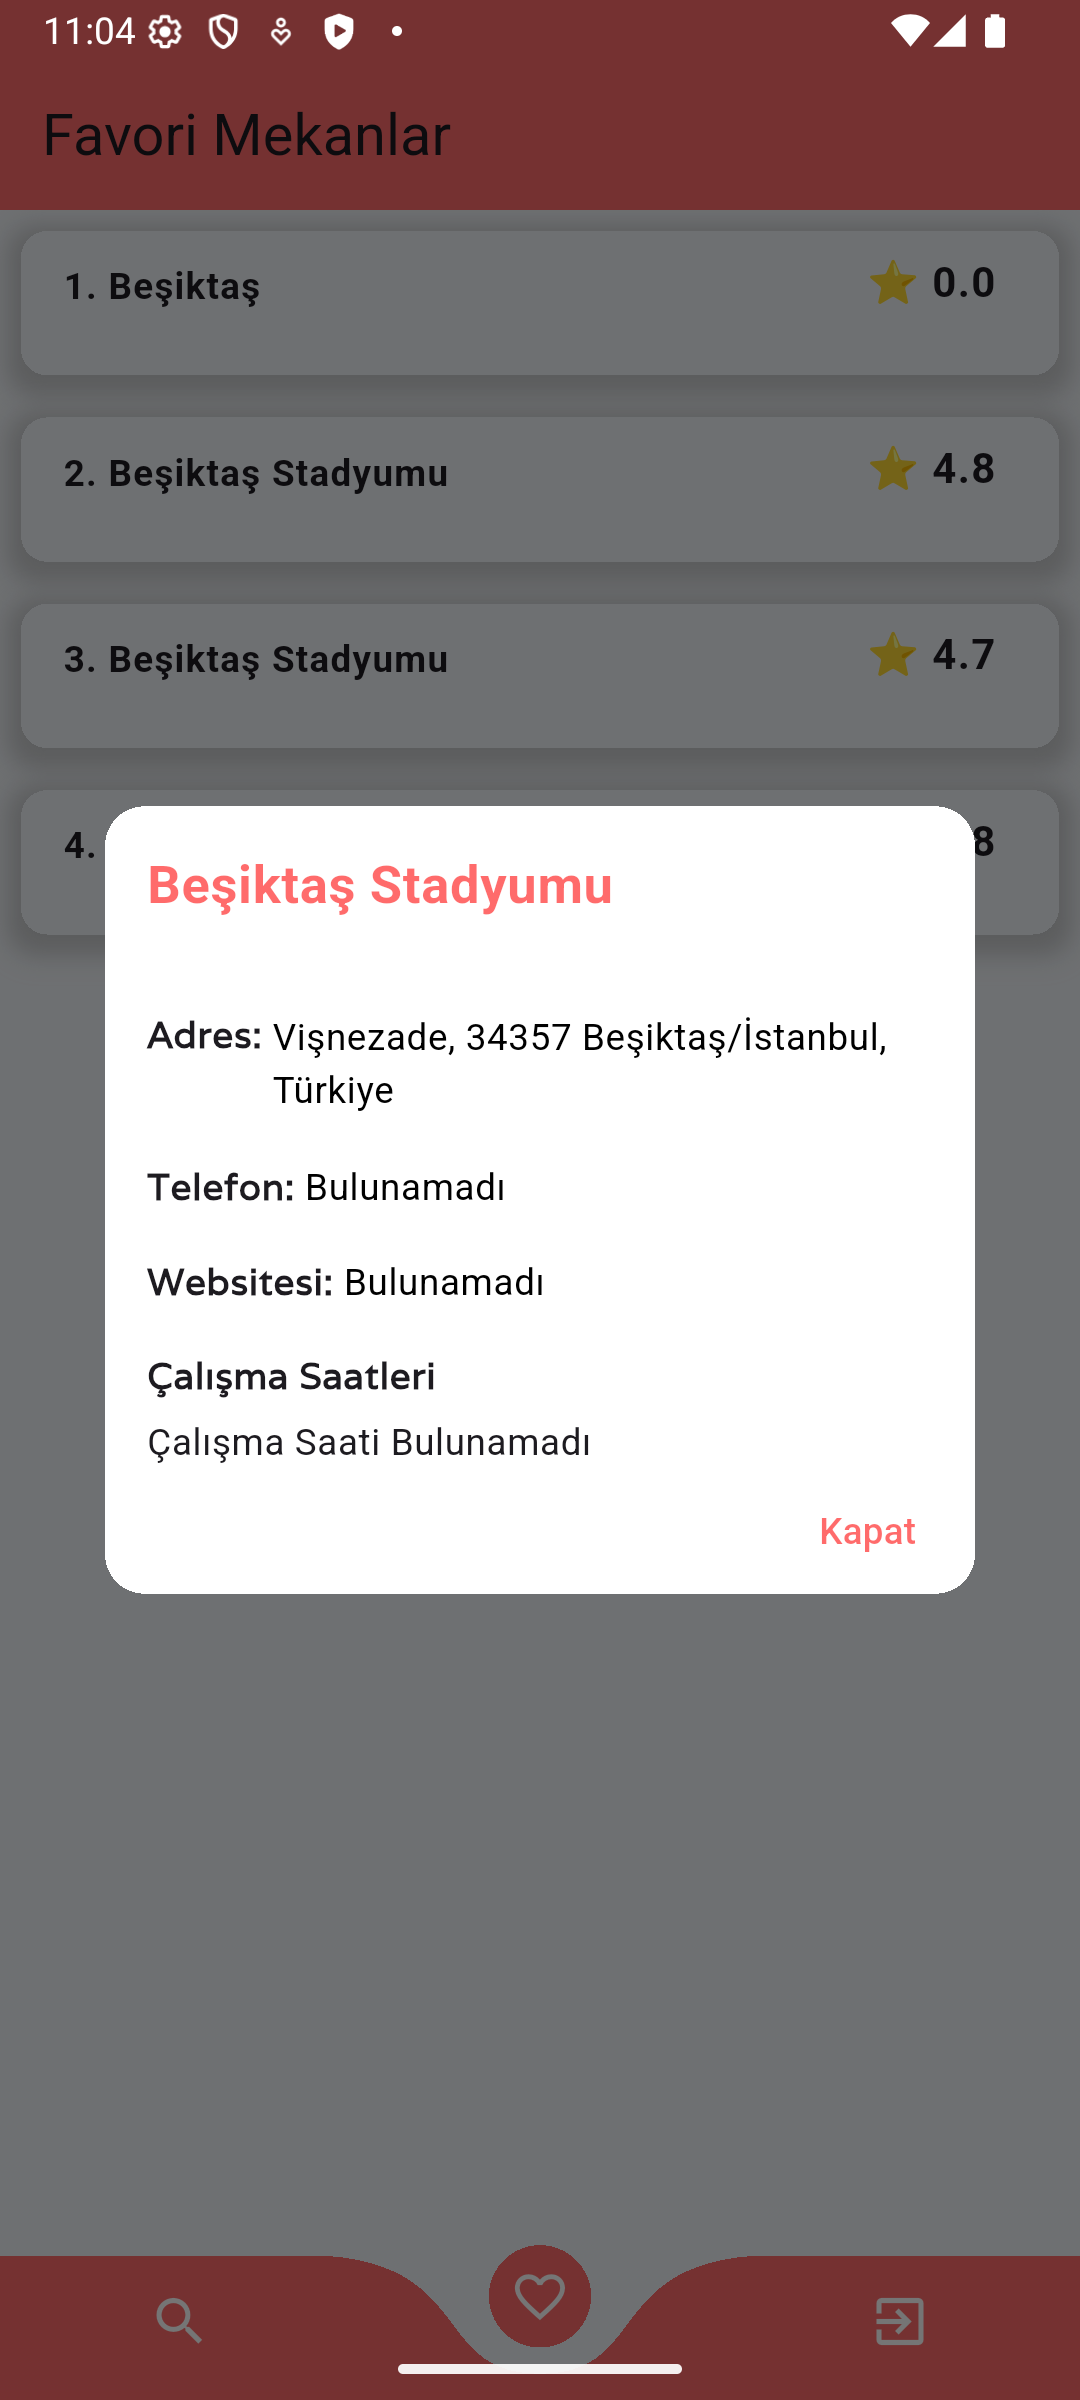 11:04
Favori Mekanlar
1. Beşiktaş ⭐ 0.0
2. Beşiktaş Stadyumu ⭐ 4.8
3. Beşiktaş Stadyumu ⭐ 4.7
4. 8
Beşiktaş Stadyumu
Adres: Vişnezade, 34357 Beşiktaş/İstanbul,
Türkiye
Telefon: Bulunamadı
Websitesi: Bulunamadı
Çalışma Saatleri
Çalışma Saati Bulunamadı
Kapat